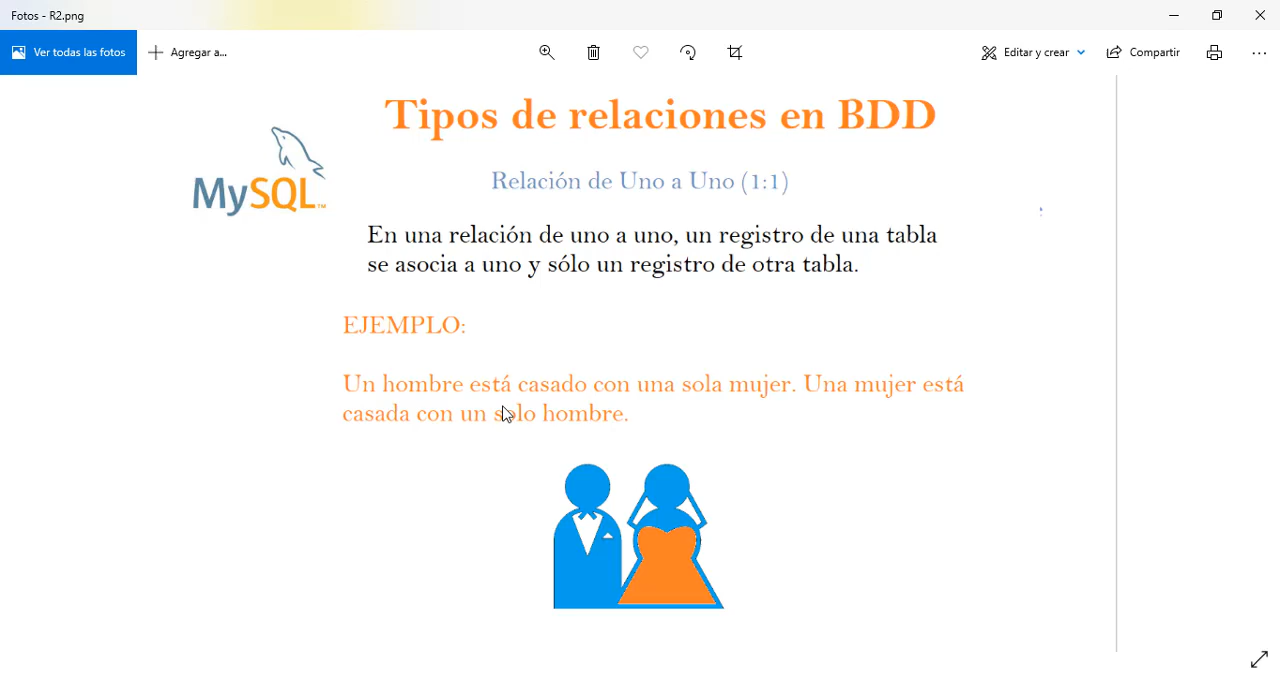 Fotos - R2.png
Ver todas las fotos
Agregar a...
Editar y crear
Compartir
Tipos de relaciones en BDD
MySQL™
Relación de Uno a Uno (1:1)
En una relación de uno a uno, un registro de una tabla
se asocia a uno y sólo un registro de otra tabla.
EJEMPLO:
Un hombre está casado con una sola mujer. Una mujer está
casada con un solo hombre.